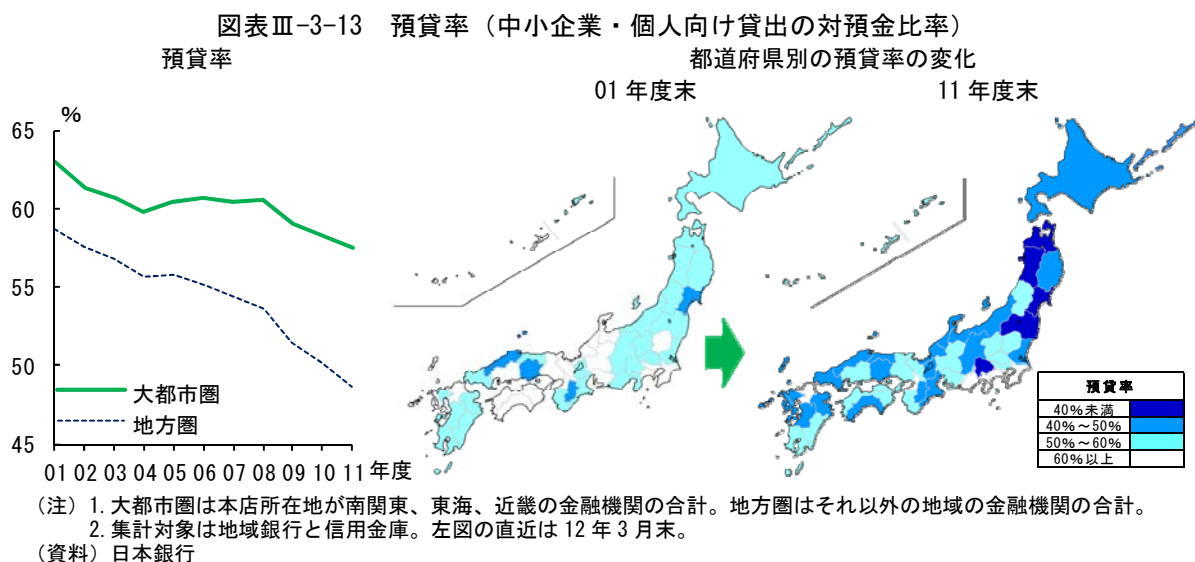 図表Ⅲ-3-13 預貸率（中小企業・個人向け貸出の対預金比率）
預貸率
都道府県別の預貸率の変化
01 年度末
11 年度末
%
65
60
55
50
45
大都市圏
地方圏
01 02 03 04 05 06 07 08 09 10 11 年度
預貸率
40%未満
40%～50%
50%～60%
60%以上
（注）1. 大都市圏は本店所在地が南関東、東海、近畿の金融機関の合計。地方圏はそれ以外の地域の金融機関の合計。
2. 集計対象は地域銀行と信用金庫。左図の直近は 12 年 3 月末。
（資料）日本銀行